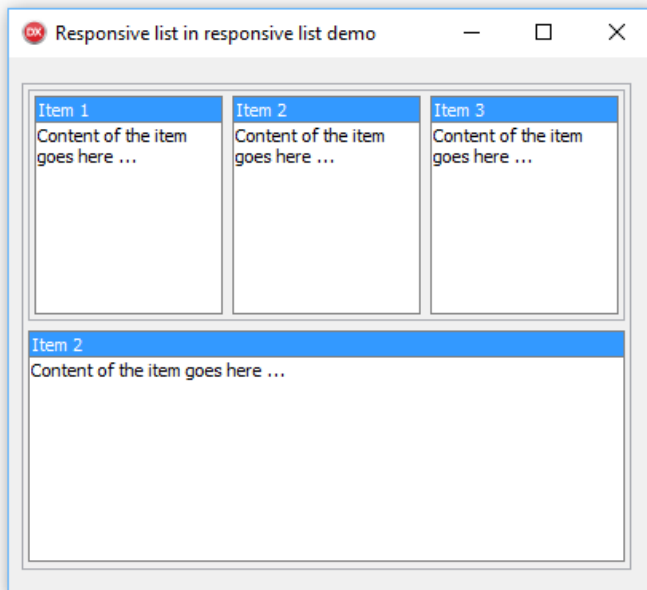 DX Responsive list in responsive list demo
Item 1 Item 2 Item 3
Content of the item Content of the item Content of the item
goes here ... goes here ... goes here ...
Item 2
Content of the item goes here ...